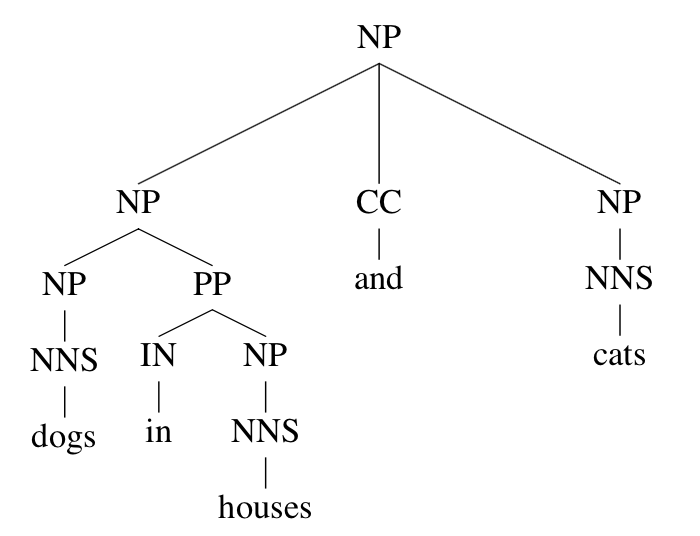 NP
NP CC NP
NP PP and NNS
NNS IN NP cats
dogs in NNS
houses